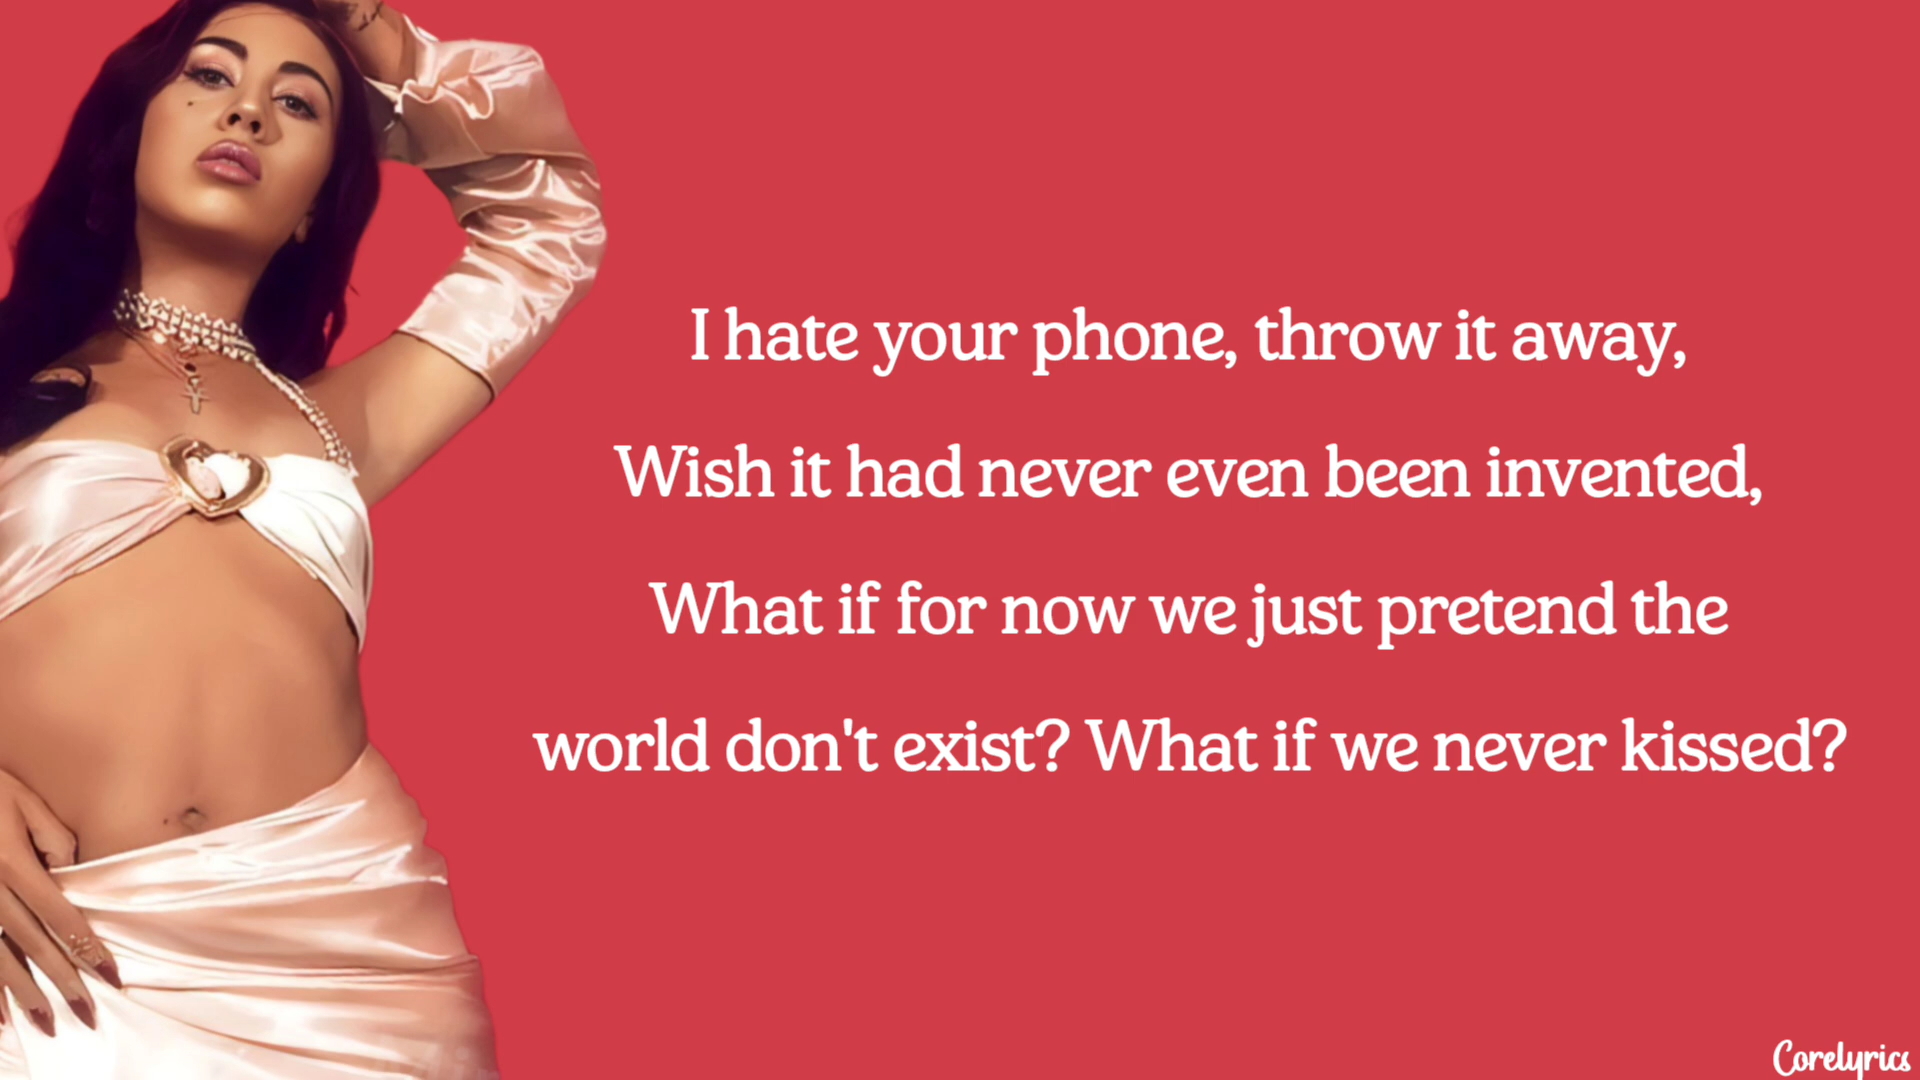 I hate your phone, throw it away,
Wish it had never even been invented,
What if for now we just pretend the
world don't exist? What if we never kissed?
Corelyrics